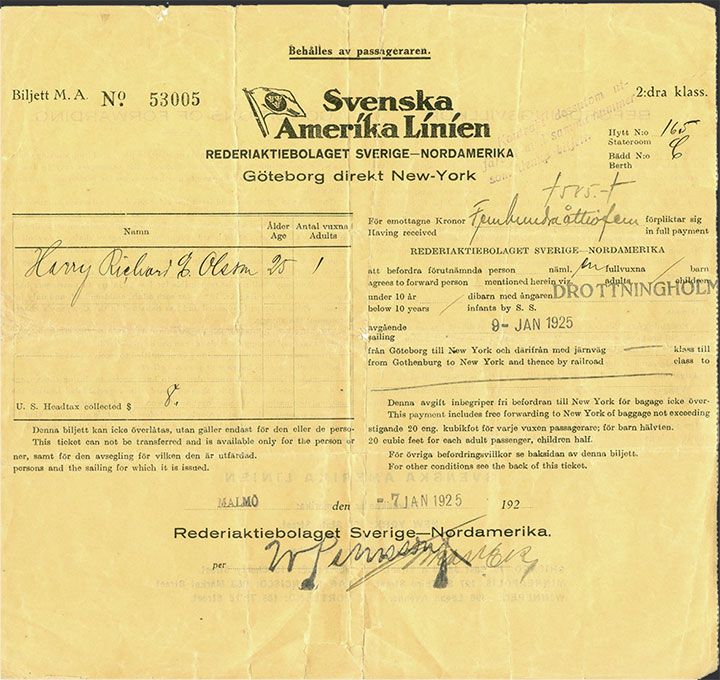 Behålles av passageraren.
Biljett M. A. No 53005
2:dra klass.
Svenska
Amerika Linien
REDERIAKTIEBOLAGET SVERIGE—NORDAMERIKA
Göteborg direkt New-York
Hytt N:o 165
Stateroom
Bädd N:o C
Berth
Namn
Ålder Antal vuxna
Age Adults
Harry Richard E. Olsson 25 1
U. S. Headtax collected $ 8.
Denna biljett kan icke överlåtas, utan gäller endast för den eller de perso-
This ticket can not be transferred and is available only for the person or
ner, samt för den avsegling för vilken den är utfärdad.
persons and the sailing for which it is issued.
+585.-+
För emottagne Kronor Femhundraåttiofem förpliktar sig
Having received in full payment
REDERIAKTIEBOLAGET SVERIGE—NORDAMERIKA
att befordra förutnämnda person näml. en fullvuxna barn
agrees to forward person mentioned herein viz. adults children
under 10 år dibarn med ångaren DROTTNINGHOLM
below 10 years infants by S. S.
avgående 9- JAN 1925
sailing
från Göteborg till New York och därifrån med järnväg klass till
from Gothenburg to New York and thence by railroad class to
Denna avgift inbegriper fri befordran till New York för bagage icke över-
This payment includes free forwarding to New York of baggage not exceeding
stigande 20 eng. kubikfot för varje vuxen passagerare; för barn hälvten.
20 cubic feet for each adult passenger, children half.
För övriga befordringsvillkor se baksidan av denna biljett.
For other conditions see the back of this ticket.
MALMÖ den - 7 JAN 1925 192
Rederiaktiebolaget Sverige—Nordamerika.
per